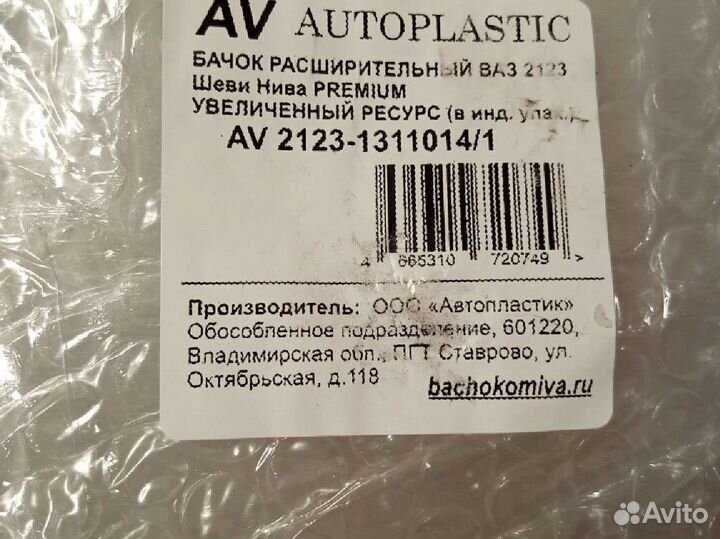 AV AUTOPLASTIC
БАЧОК РАСШИРИТЕЛЬНЫЙ ВАЗ 2123
Шеви Нива PREMIUM
УВЕЛИЧЕННЫЙ РЕСУРС (в инд. упак.)
AV 2123-1311014/1
4 665310 720749 >
Производитель: ООО «Автопластик»
Обособленное подразделение, 601220,
Владимирская обл., ПГТ Ставрово, ул.
Октябрьская, д.118
bachokomiva.ru
Avito